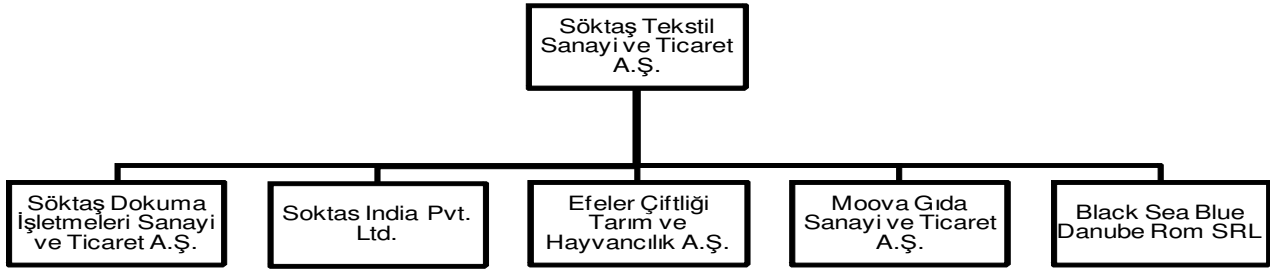 Söktaş Tekstil
Sanayi ve Ticaret
A.Ş.
Söktaş Dokuma
İşletmeleri Sanayi
ve Ticaret A.Ş.
Soktas India Pvt.
Ltd.
Efeler Çiftliği
Tarım ve
Hayvancılık A.Ş.
Moova Gıda
Sanayi ve Ticaret
A.Ş.
Black Sea Blue
Danube Rom SRL